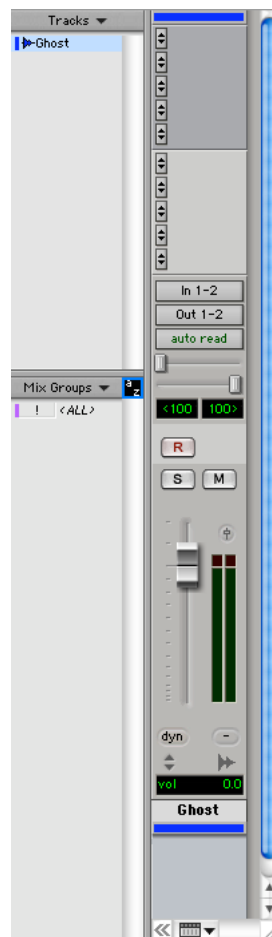 Tracks
Ghost
In 1-2
Out 1-2
auto read
Mix Groups
a
z
! <ALL>
<100 100>
R
S M
dyn -
vol 0.0
Ghost